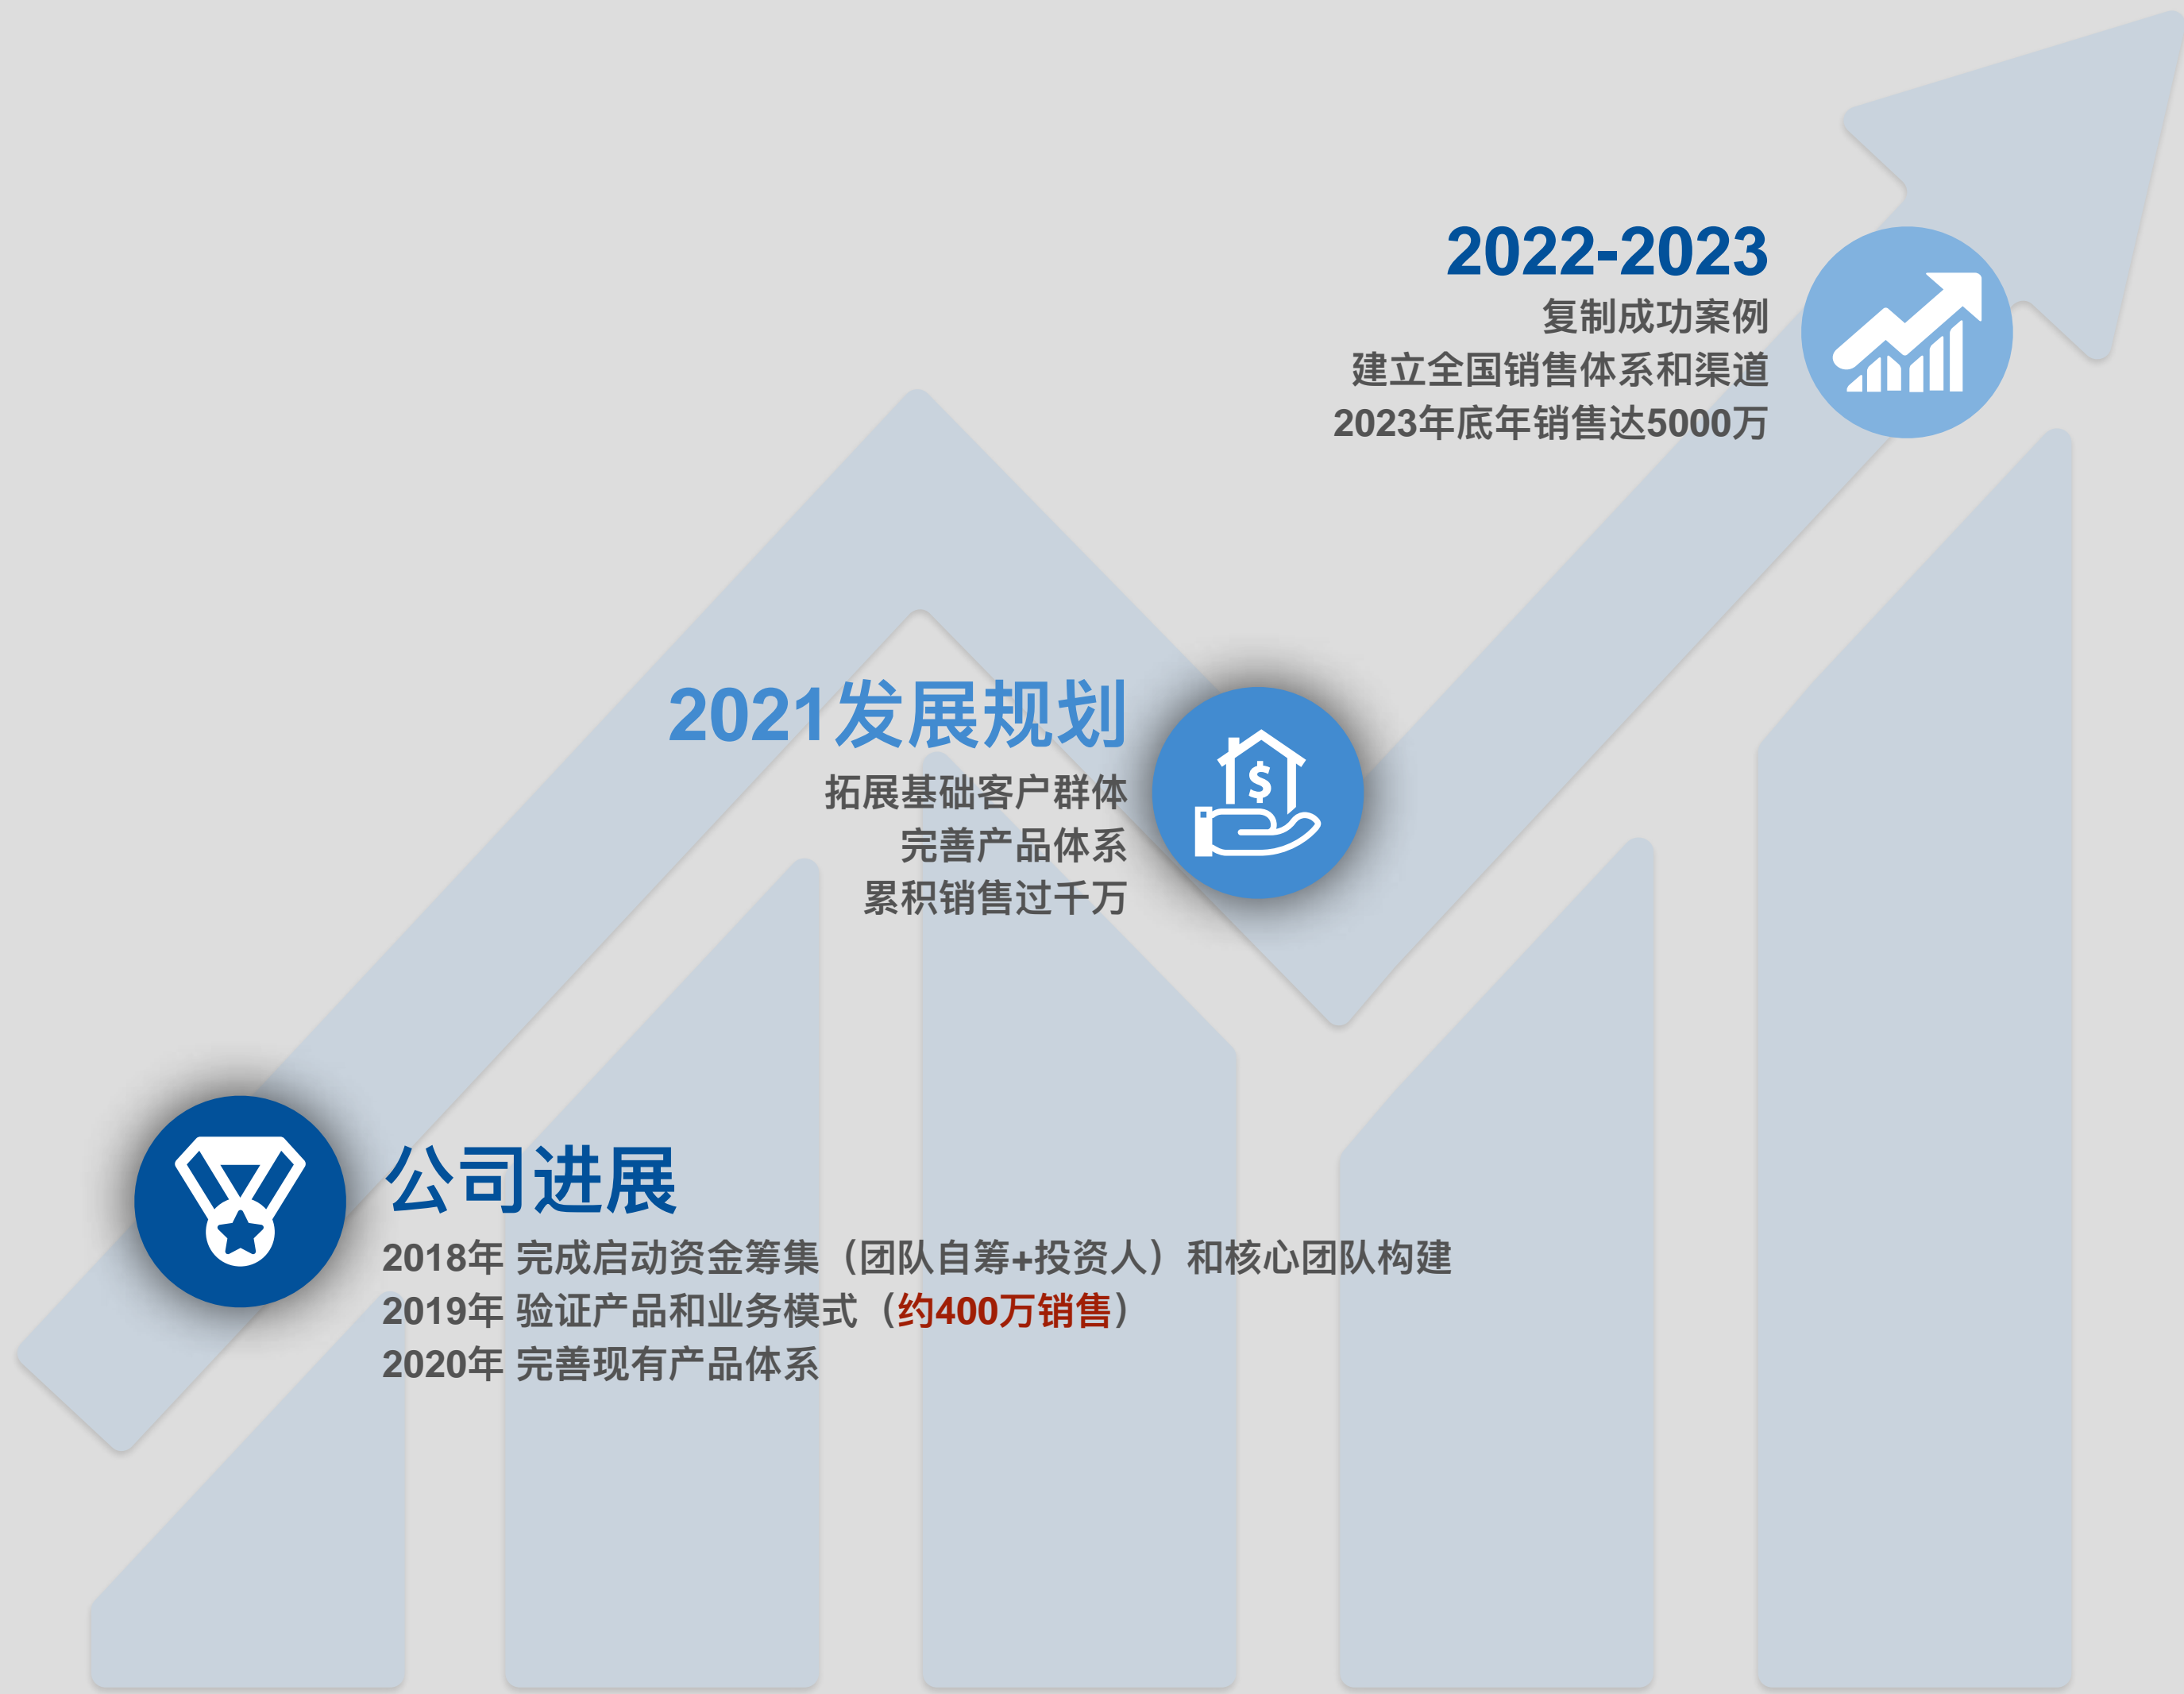 2022-2023
复制成功案例
建立全国销售体系和渠道
2023年底年销售达5000万
2021发展规划
拓展基础客户群体
完善产品体系
累积销售过千万
公司进展
2018年 完成启动资金筹集（团队自筹+投资人）和核心团队构建
2019年 验证产品和业务模式（约400万销售）
2020年 完善现有产品体系